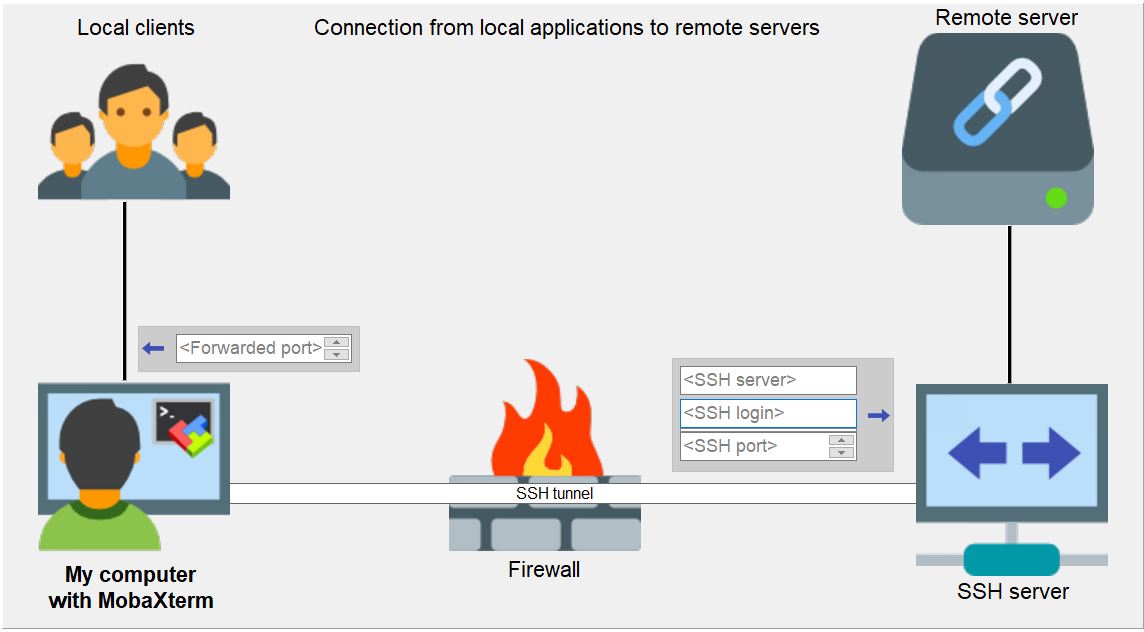 Local clients
Connection from local applications to remote servers
Remote server
<Forwarded port>
<SSH server>
<SSH login>
<SSH port>
>_
SSH tunnel
Firewall
My computer
with MobaXterm
SSH server